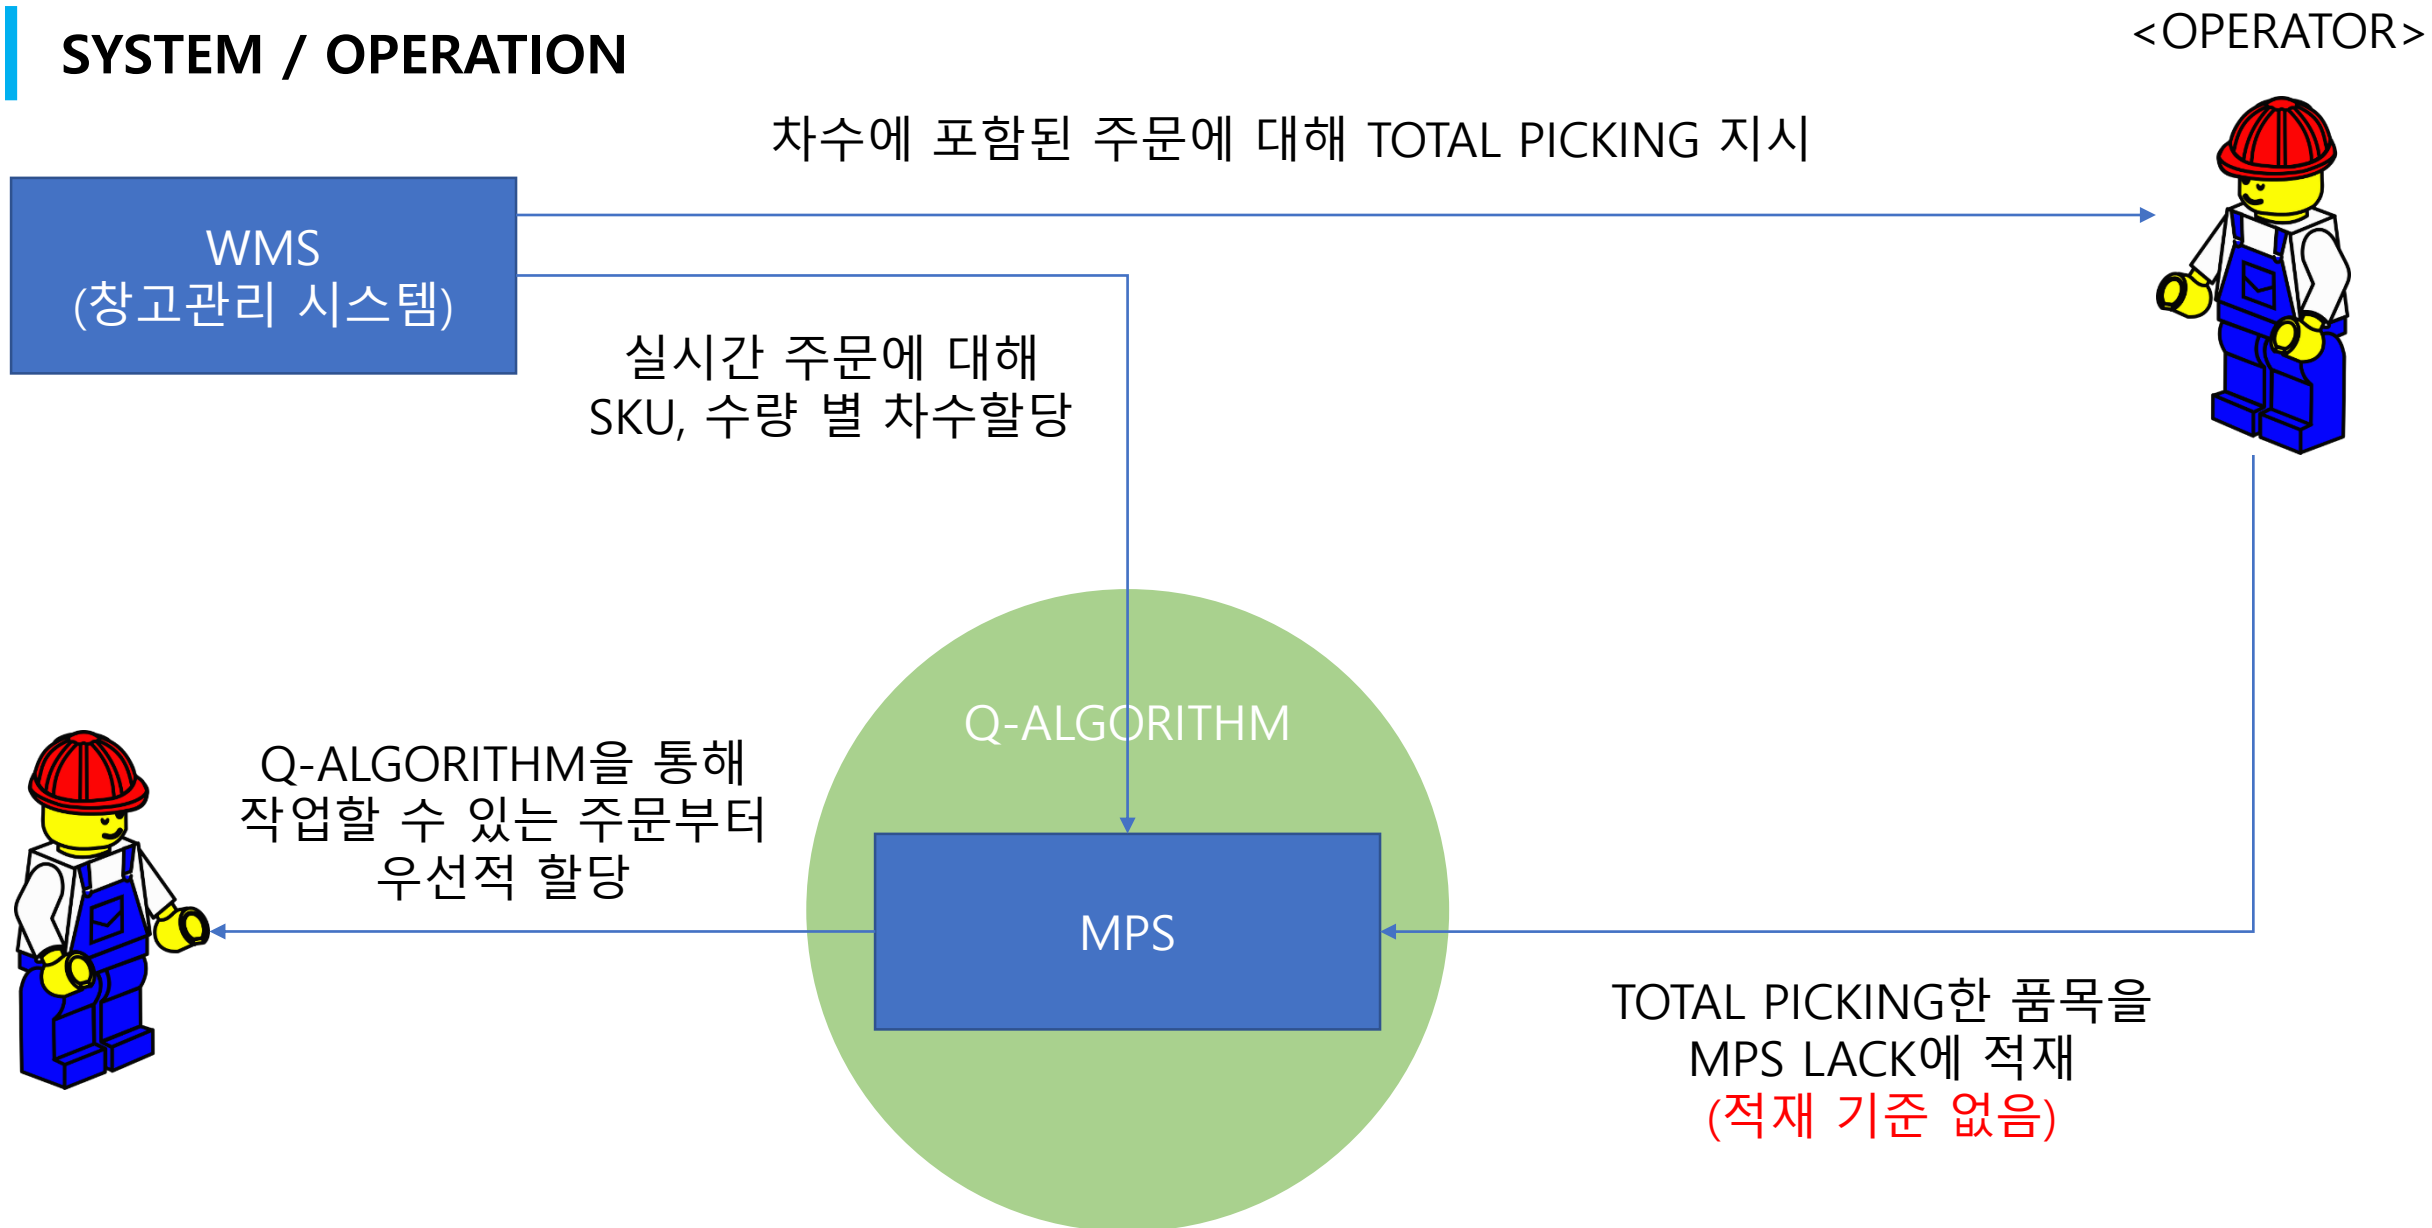 SYSTEM / OPERATION
<OPERATOR>
차수에 포함된 주문에 대해 TOTAL PICKING 지시
WMS
(창고관리 시스템)
실시간 주문에 대해
SKU, 수량 별 차수할당
Q-ALGORITHM
Q-ALGORITHM을 통해
작업할 수 있는 주문부터
우선적 할당
MPS
TOTAL PICKING한 품목을
MPS LACK에 적재
(적재 기준 없음)